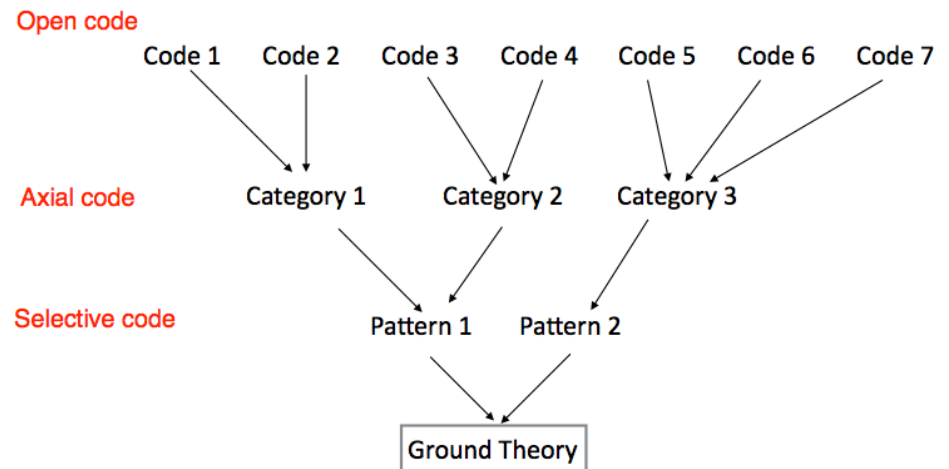 Open code
Code 1 Code 2 Code 3 Code 4 Code 5 Code 6 Code 7
Axial code Category 1 Category 2 Category 3
Selective code Pattern 1 Pattern 2
Ground Theory